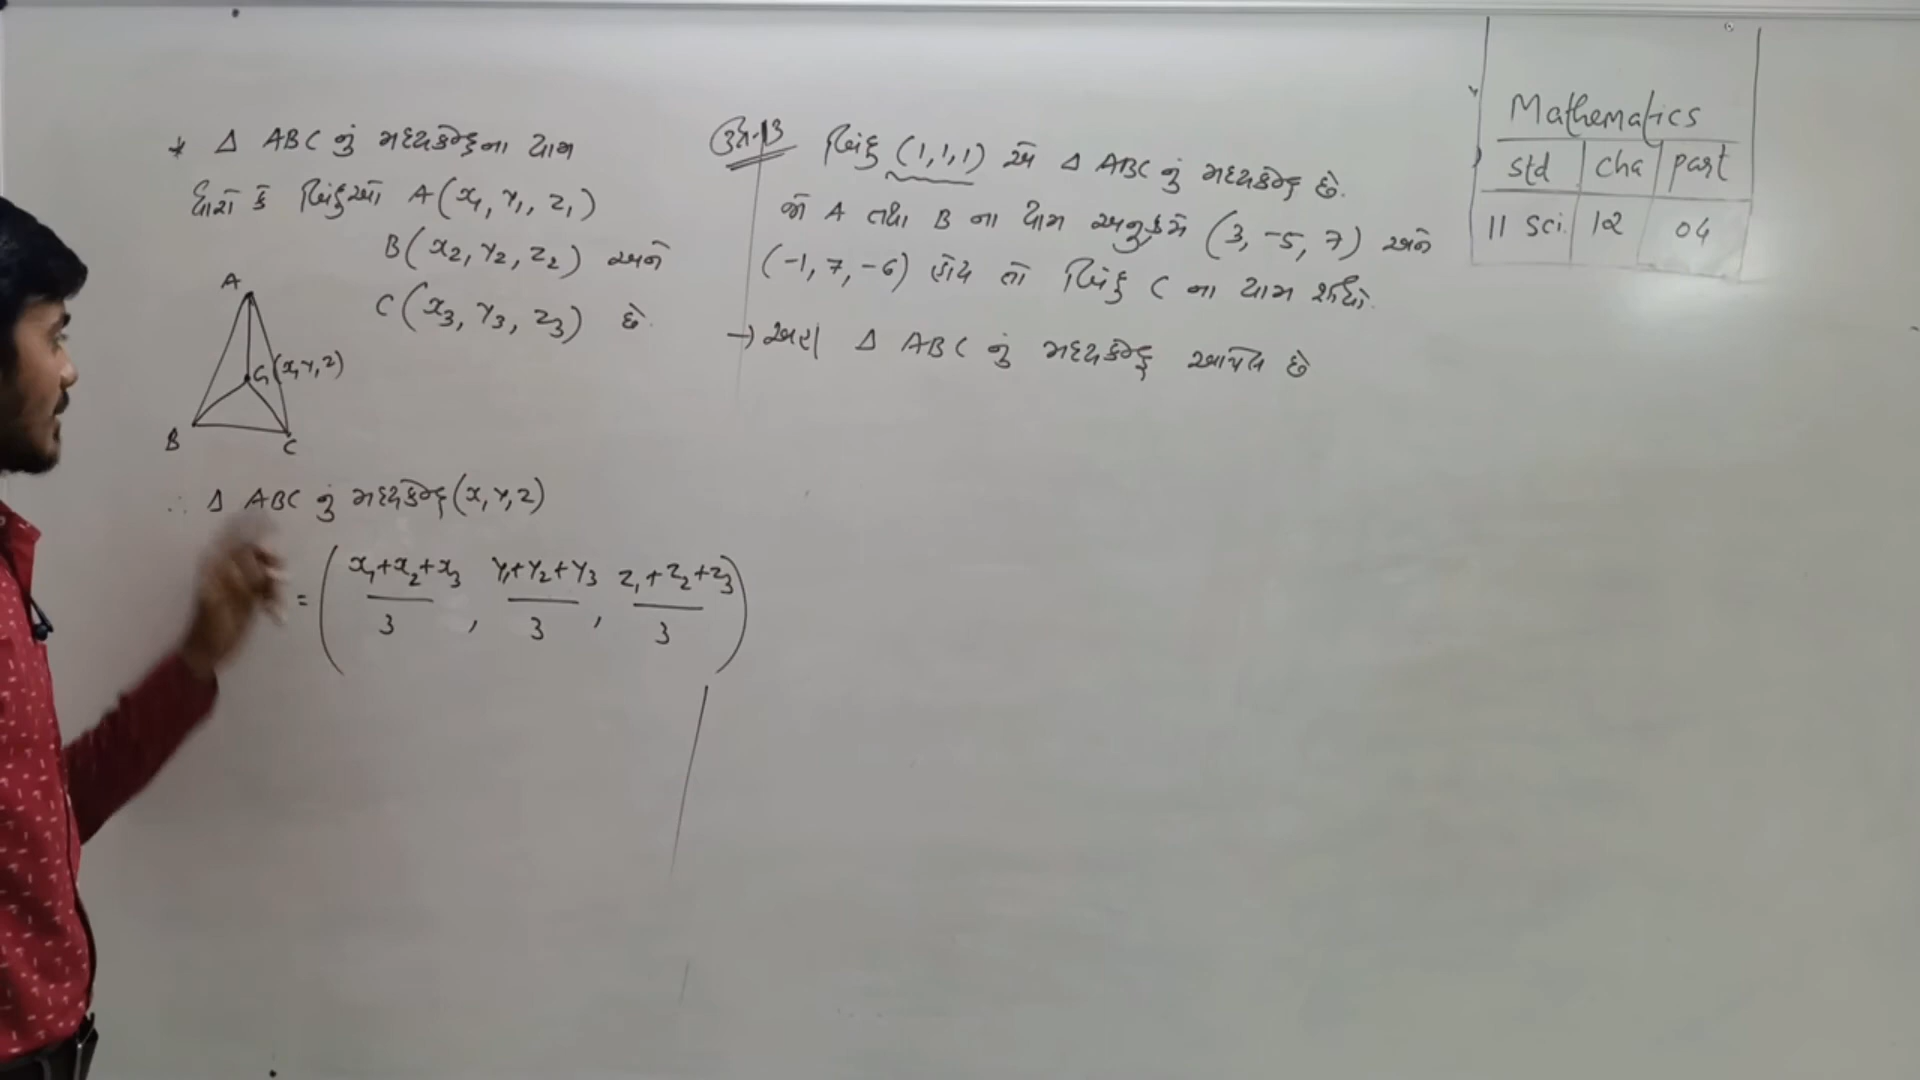 * Δ ABC નું મધ્યકેન્દ્રના યામ
ધારો કે બિંદુઓ A(x₁, y₁, z₁)
B(x₂, y₂, z₂) અને
C(x₃, y₃, z₃) છે.
A
G(x, y, z)
B
C
∴ Δ ABC નું મધ્યકેન્દ્ર (x, y, z)
= ( (x₁+x₂+x₃)/3 , (y₁+y₂+y₃)/3 , (z₁+z₂+z₃)/3 )
ઉદા-13 બિંદુ (1,1,1) એ Δ ABC નું મધ્યકેન્દ્ર છે.
જો A તથા B ના યામ અનુક્રમે (3, -5, 7) અને
(-1, 7, -6) હોય તો બિંદુ C ના યામ શોધો.
→ અહીં Δ ABC નું મધ્યકેન્દ્ર આપેલ છે
Mathematics
std cha part
11 Sci. 12 04